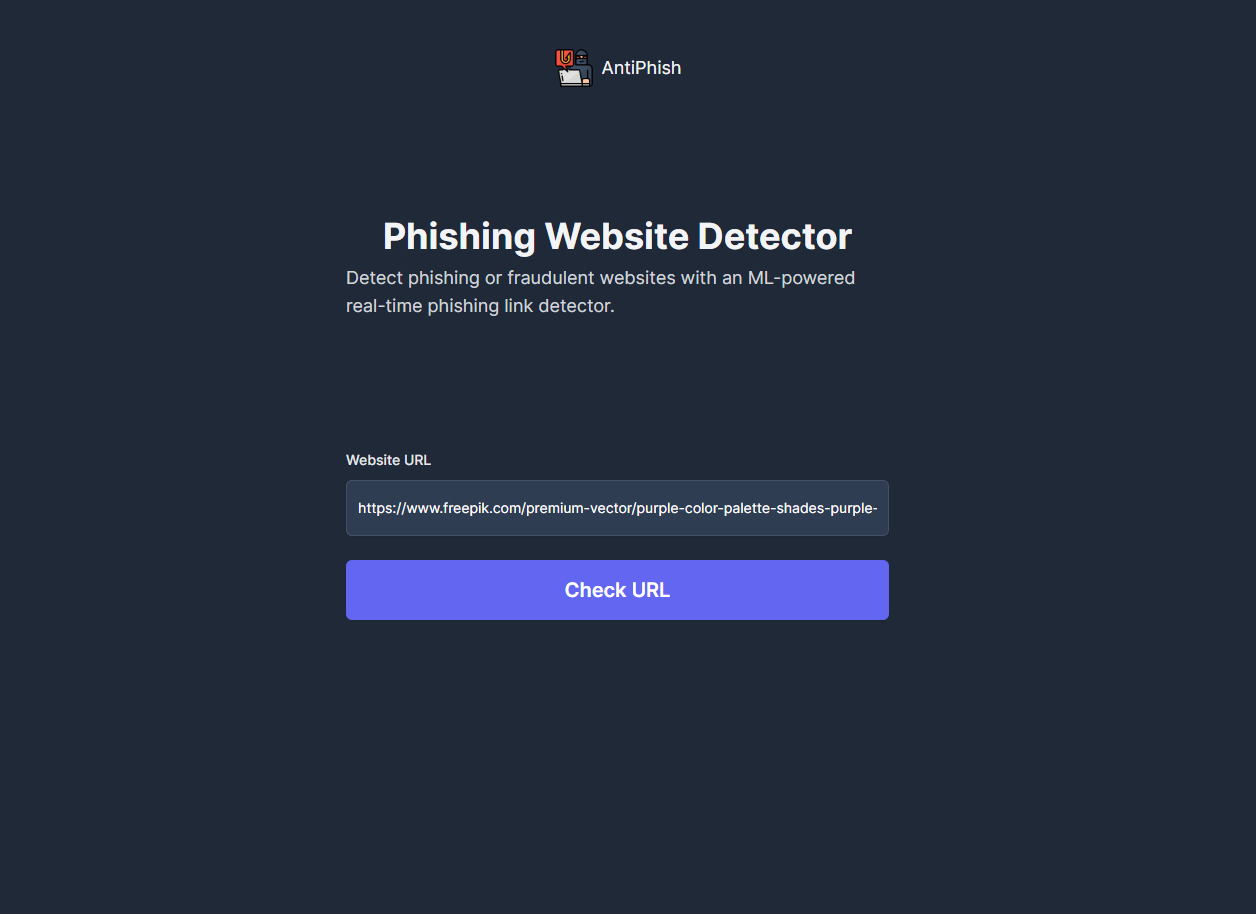 AntiPhish
Phishing Website Detector
Detect phishing or fraudulent websites with an ML-powered
real-time phishing link detector.
Website URL
https://www.freepik.com/premium-vector/purple-color-palette-shades-purple-
Check URL